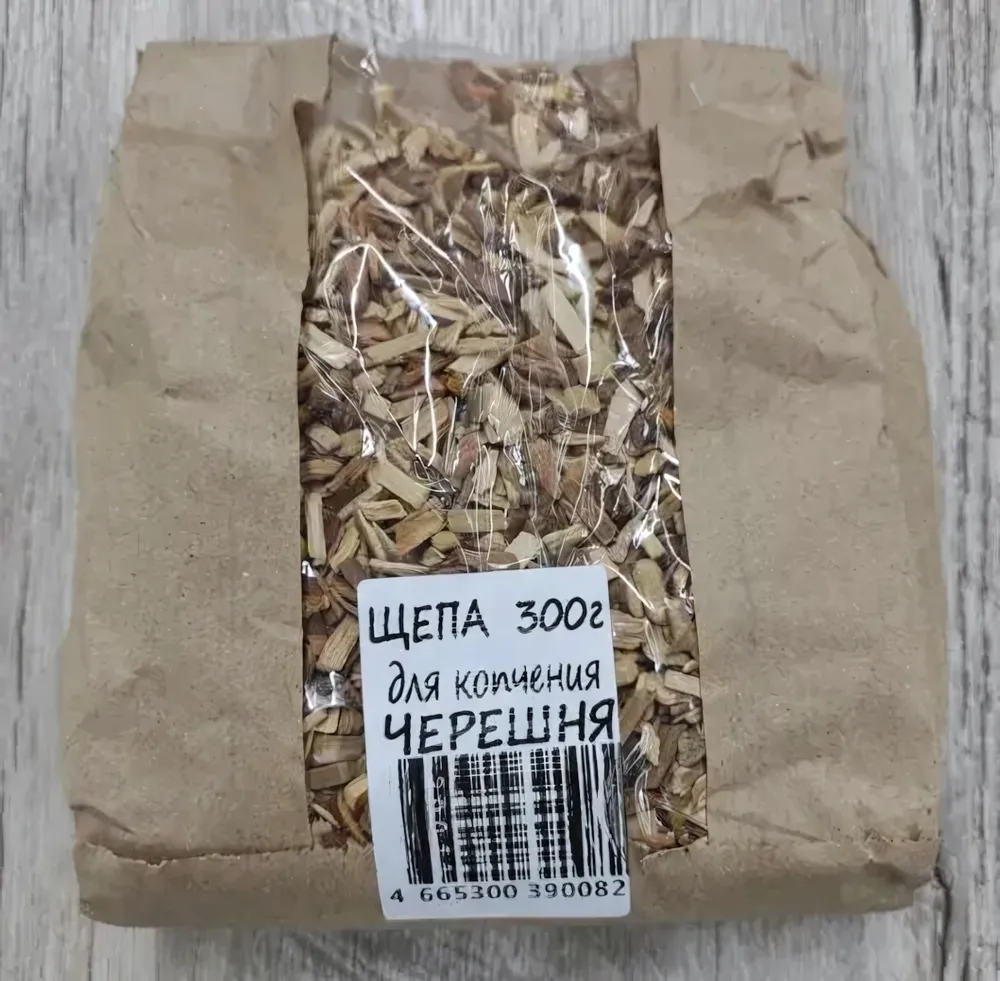 ЩЕПА 300г
для копчения
ЧЕРЕШНЯ
4 665300 390082